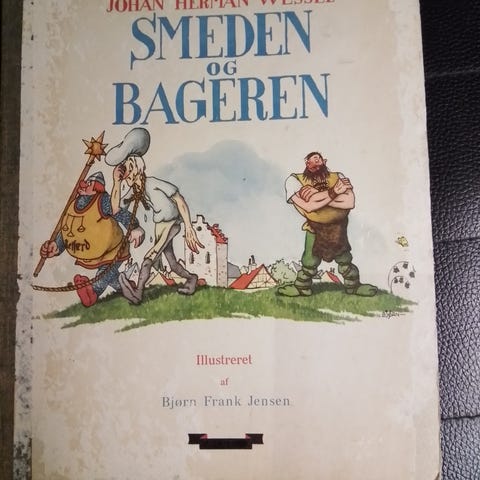 JOHAN HERMAN WESSEL
SMEDEN
OG
BAGEREN
Illustreret
af
Bjørn Frank Jensen